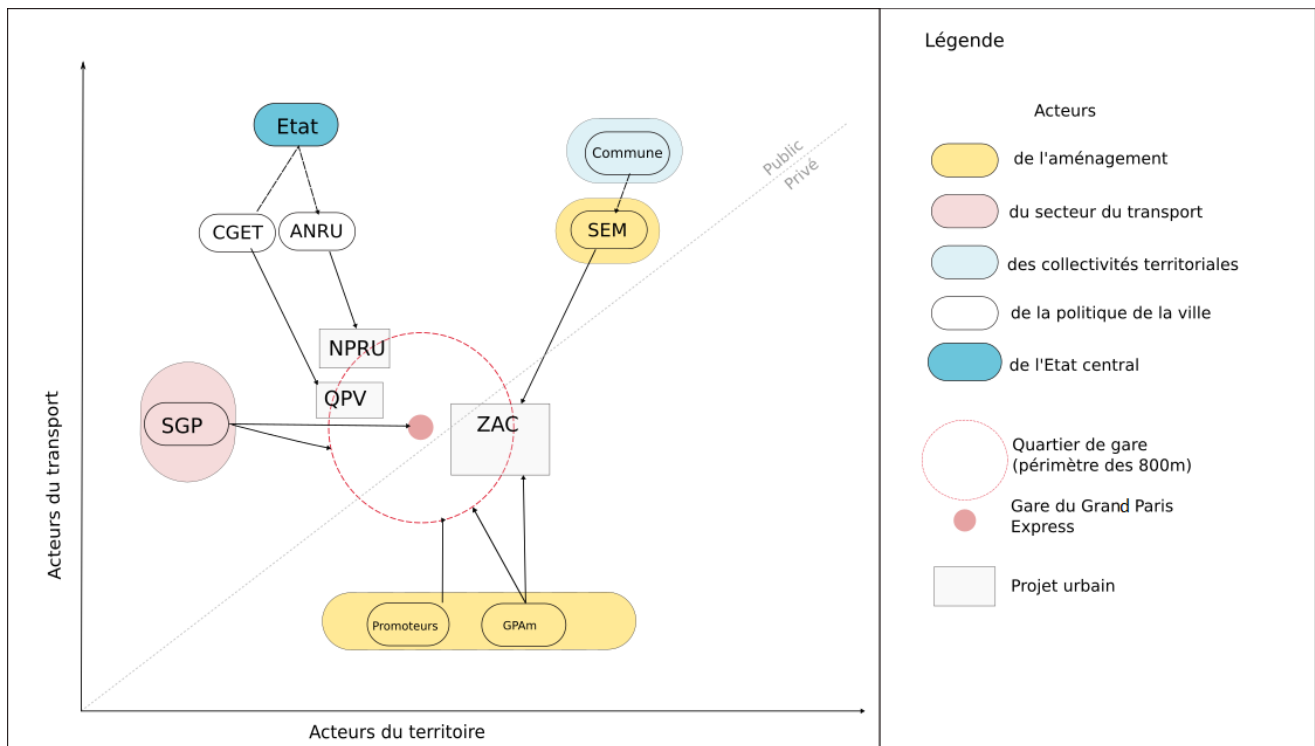 Etat
Commune
Public
Privé
CGET
ANRU
SEM
NPRU
QPV
SGP
ZAC
Promoteurs
GPAm
Acteurs du transport
Acteurs du territoire
Légende
Acteurs
de l'aménagement
du secteur du transport
des collectivités territoriales
de la politique de la ville
de l'Etat central
Quartier de gare
(périmètre des 800m)
Gare du Grand Paris
Express
Projet urbain